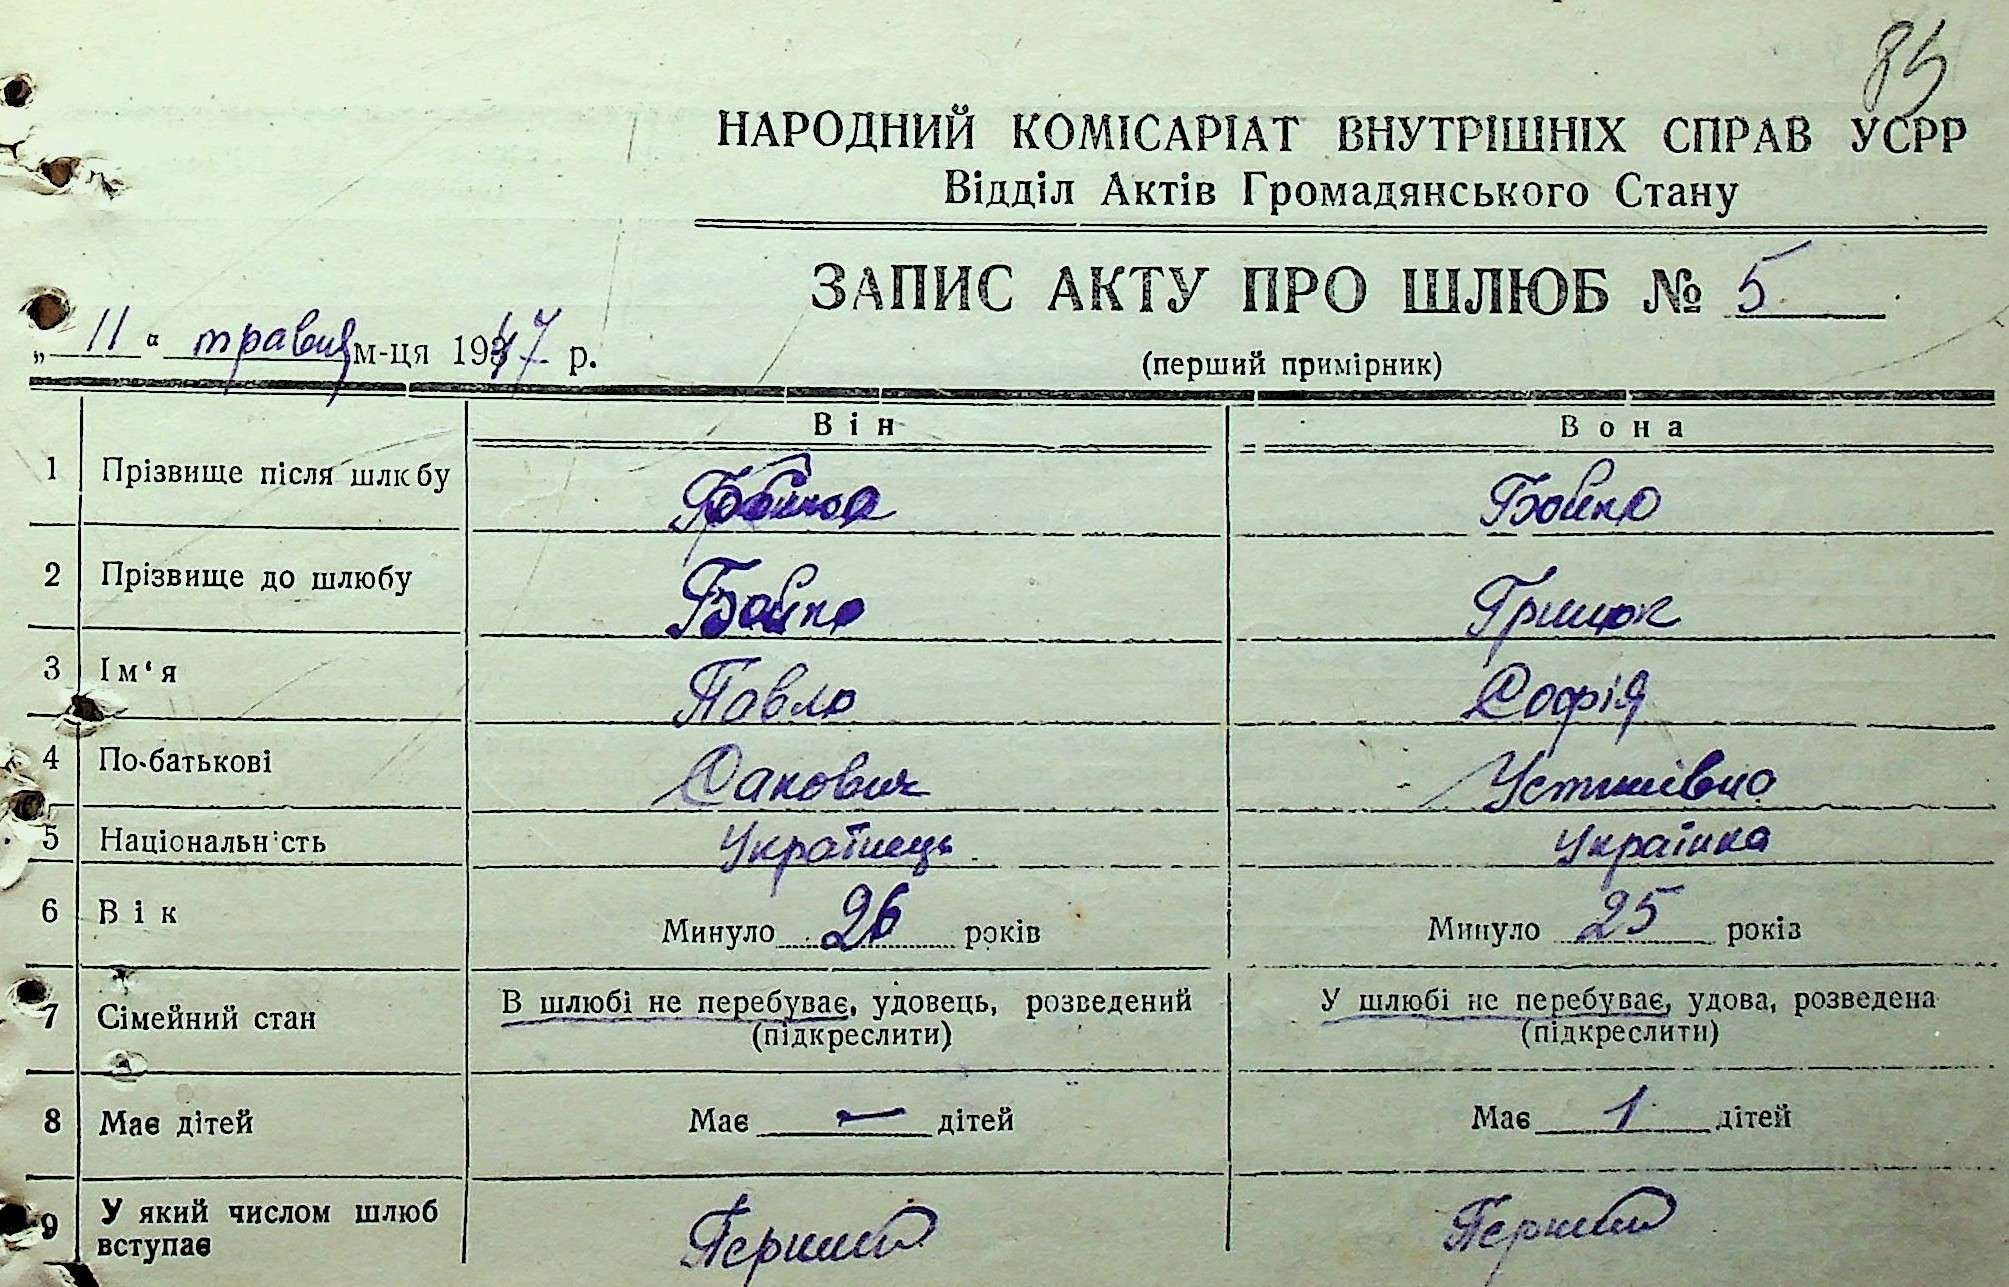 85
НАРОДНИЙ КОМІСАРІАТ ВНУТРІШНІХ СПРАВ УСРР
Відділ Актів Громадянського Стану
ЗАПИС АКТУ ПРО ШЛЮБ № 5
„ 11 “ травня м-ця 1947 р.
(перший примірник)
Він Вона
1 Прізвище після шлюбу Бойко
2 Прізвище до шлюбу Бойко Грицюк
3 Ім‘я Павло Софія
4 По-батькові Сакович Устимівна
5 Національність Українець Українка
6 Вік Минуло 26 років Минуло 25 років
7 Сімейний стан В шлюбі не перебуває, удовець, розведений У шлюбі не перебуває, удова, розведена
(підкреслити) (підкреслити)
8 Має дітей Має — дітей Має 1 дітей
9 У який числом шлюб вступає Перший Перший